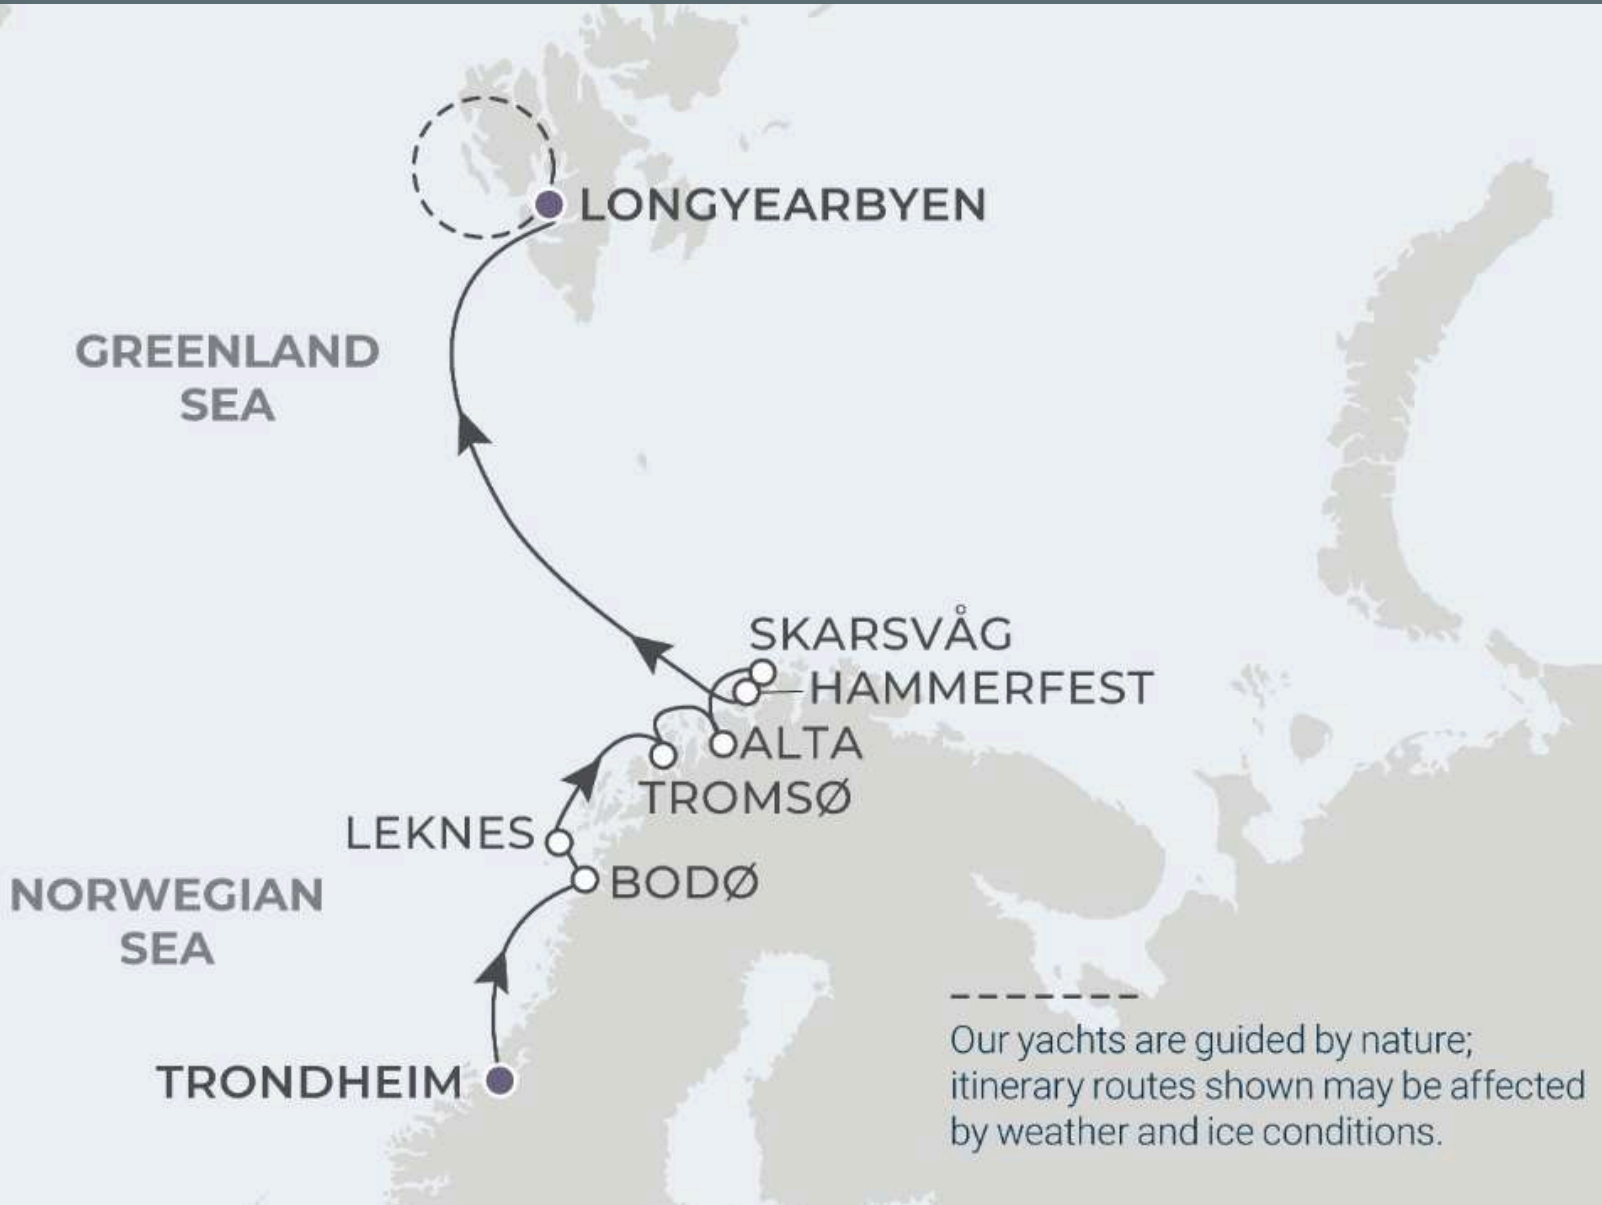 LONGYEARBYEN
GREENLAND
SEA
SKARSVÅG
HAMMERFEST
ALTA
TROMSØ
LEKNES
BODØ
NORWEGIAN
SEA
TRONDHEIM
Our yachts are guided by nature;
itinerary routes shown may be affected
by weather and ice conditions.